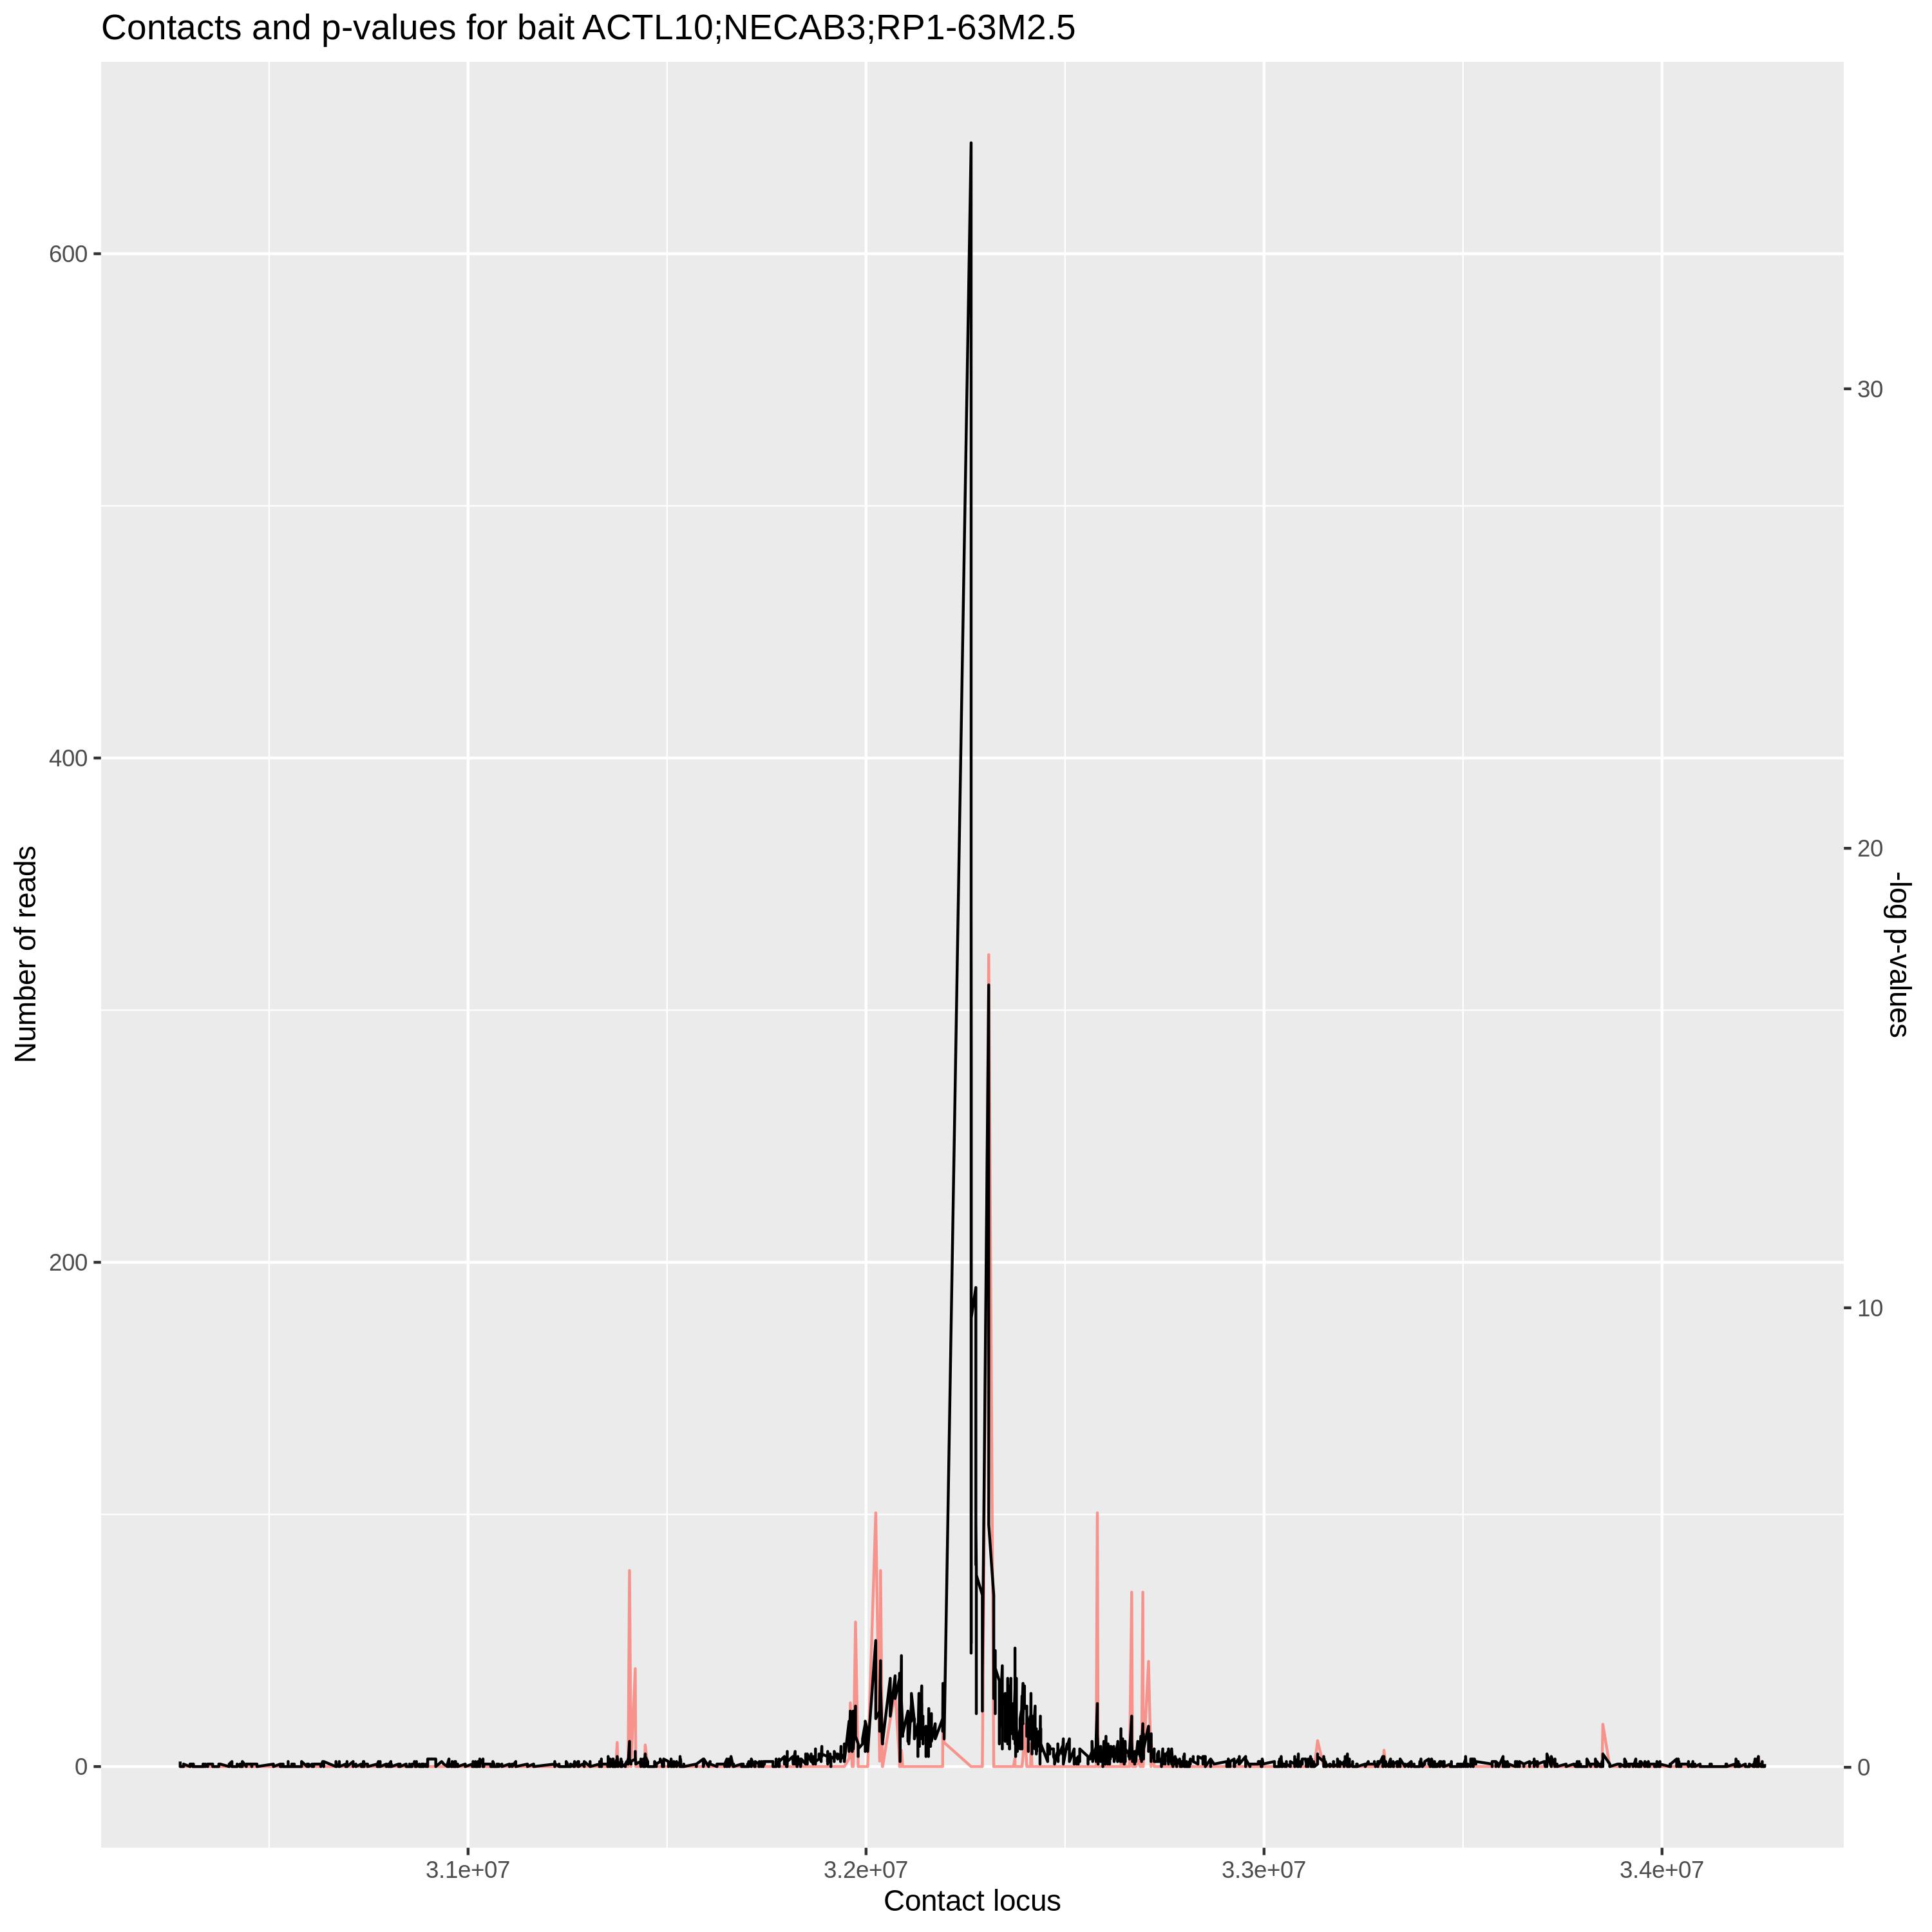 Contacts and p-values for bait ACTL10;NECAB3;RP1-63M2.5
600
400
200
0
Number of reads
30
20
10
0
-log p-values
3.1e+07 3.2e+07 3.3e+07 3.4e+07
Contact locus